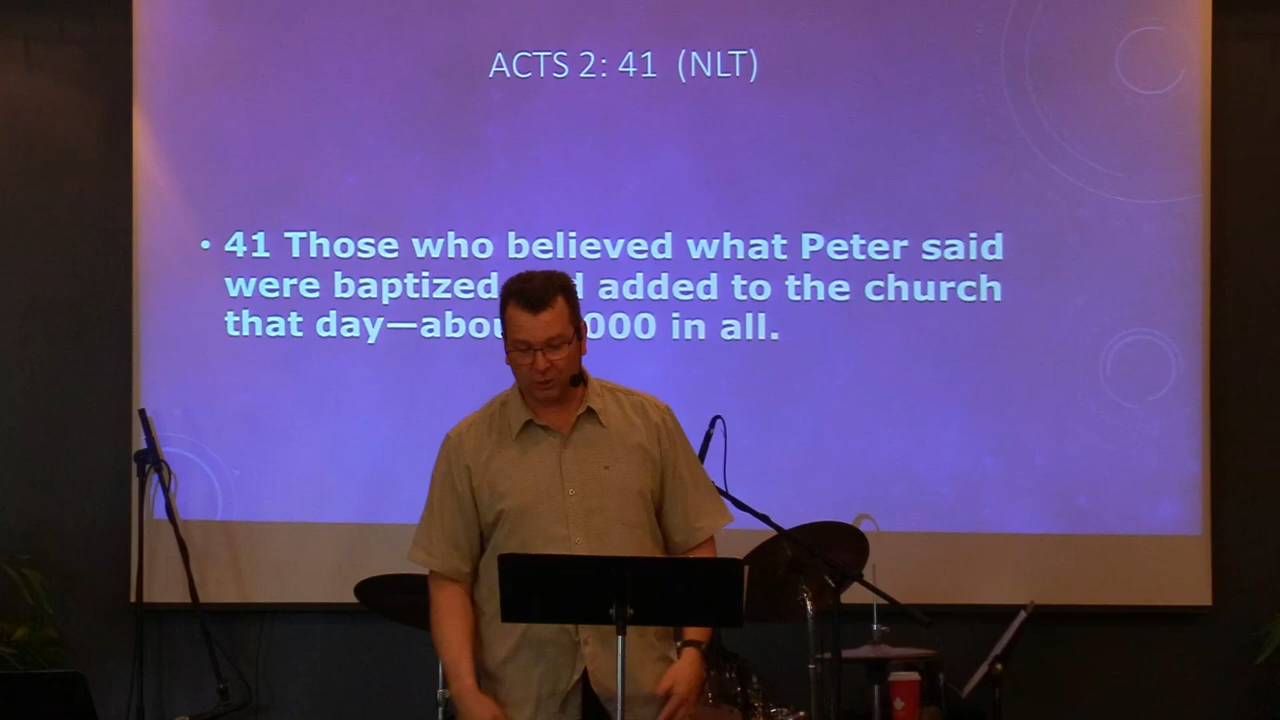 ACTS 2: 41 (NLT)
• 41 Those who believed what Peter said
were baptized added to the church
that day—abou 000 in all.